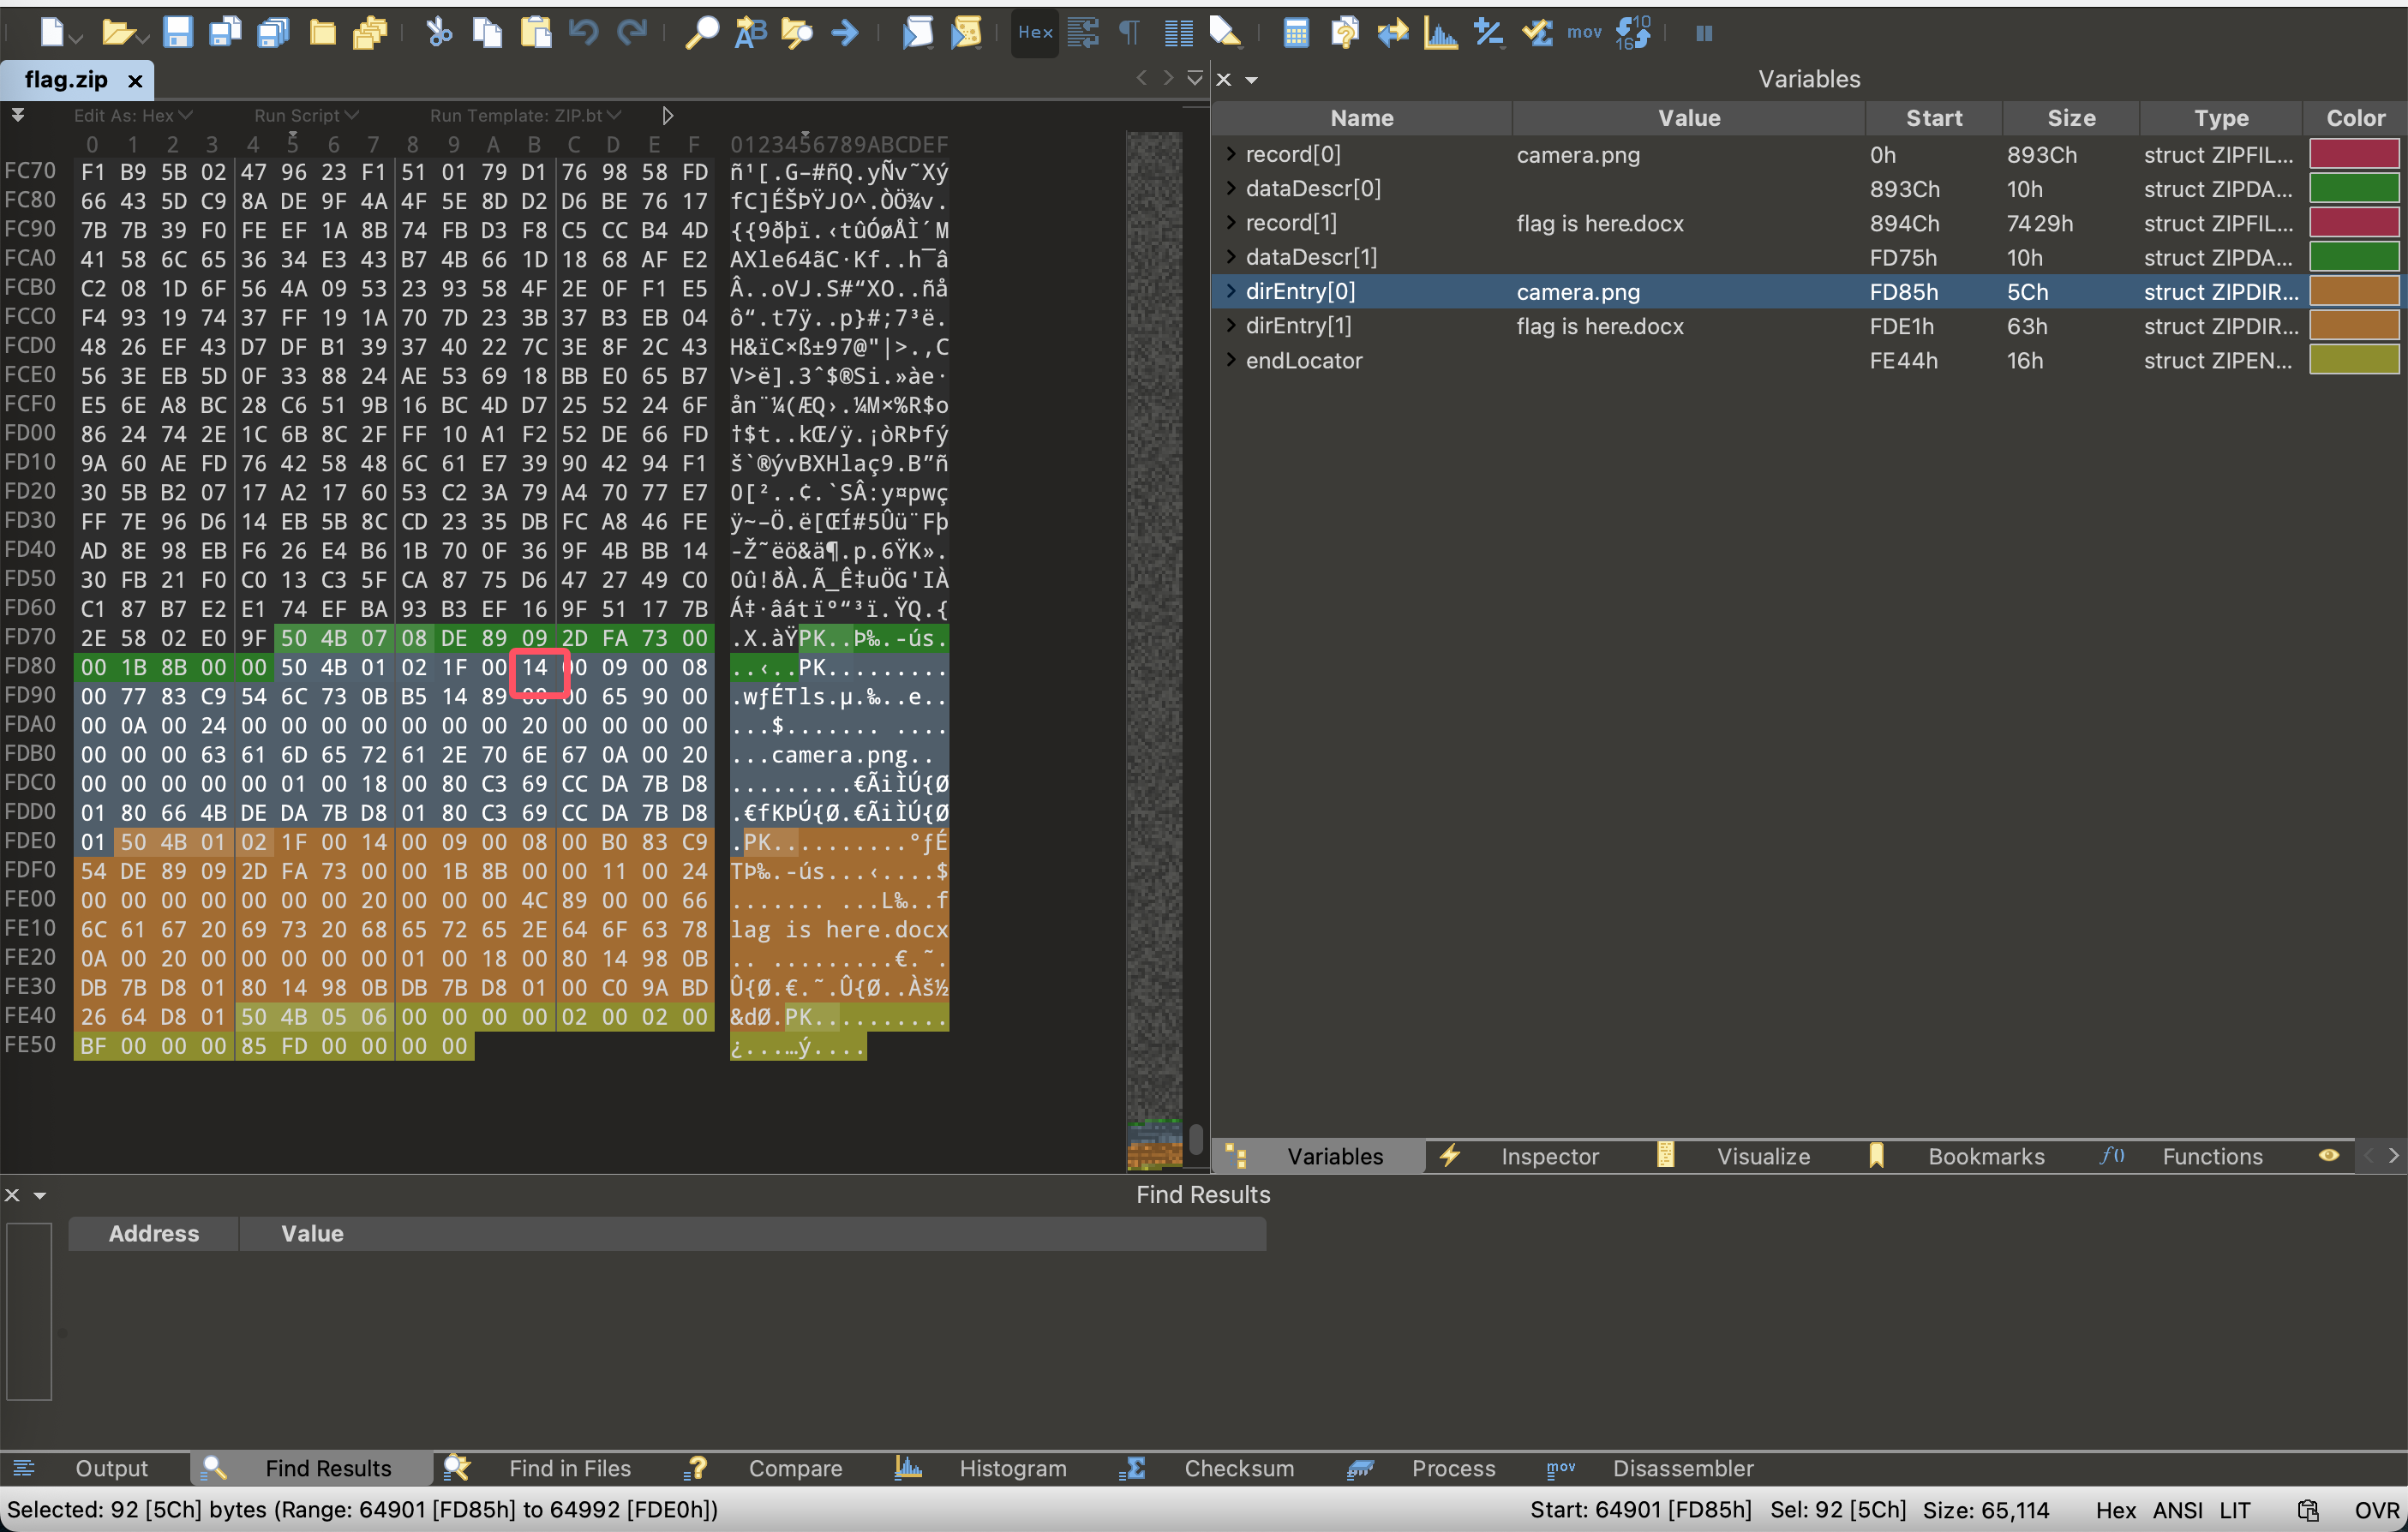 Hex
mov
10
16
flag.zip
Variables
Edit As: Hex
Run Script
Run Template: ZIP.bt
0 1 2 3 4 5 6 7 8 9 A B C D E F 0123456789ABCDEF
FC70 F1 B9 5B 02 47 96 23 F1 51 01 79 D1 76 98 58 FD ñ¹[.G–#ñQ.yÑv˜Xý
FC80 66 43 5D C9 8A DE 9F 4A 4F 5E 8D D2 D6 BE 76 17 fC]ÉŠÞŸJO^.ÒÖ¾v.
FC90 7B 7B 39 F0 FE EF 1A 8B 74 FB D3 F8 C5 CC B4 4D {{9ðþï.‹tûÓøÅÌ´M
FCA0 41 58 6C 65 36 34 E3 43 B7 4B 66 1D 18 68 AF E2 AXle64ãC·Kf..h¯â
FCB0 C2 08 1D 6F 56 4A 09 53 23 93 58 4F 2E 0F F1 E5 Â..oVJ.S#“XO..ñå
FCC0 F4 93 19 74 37 FF 19 1A 70 7D 23 3B 37 B3 EB 04 ô“.t7ÿ..p}#;7³ë.
FCD0 48 26 EF 43 D7 DF B1 39 37 40 22 7C 3E 8F 2C 43 H&ïC×ß±97@"|>.,C
FCE0 56 3E EB 5D 0F 33 88 24 AE 53 69 18 BB E0 65 B7 V>ë].3ˆ$®Si.»àe·
FCF0 E5 6E A8 BC 28 C6 51 9B 16 BC 4D D7 25 52 24 6F ån¨¼(ÆQ›.¼M×%R$o
FD00 86 24 74 2E 1C 6B 8C 2F FF 10 A1 F2 52 DE 66 FD †$t..kŒ/ÿ.¡òRÞfý
FD10 9A 60 AE FD 76 42 58 48 6C 61 E7 39 90 42 94 F1 š`®ývBXHlaç9.B”ñ
FD20 30 5B B2 07 17 A2 17 60 53 C2 3A 79 A4 70 77 E7 0[²..¢.`SÂ:y¤pwç
FD30 FF 7E 96 D6 14 EB 5B 8C CD 23 35 DB FC A8 46 FE ÿ~–Ö.ë[ŒÍ#5Ûü¨Fþ
FD40 AD 8E 98 EB F6 26 E4 B6 1B 70 0F 36 9F 4B BB 14 -Ž˜ëö&ä¶.p.6ŸK».
FD50 30 FB 21 F0 C0 13 C3 5F CA 87 75 D6 47 27 49 C0 0û!ðÀ.Ã_Ê‡uÖG'IÀ
FD60 C1 87 B7 E2 E1 74 EF BA 93 B3 EF 16 9F 51 17 7B Á‡·âátïº“³ï.ŸQ.{
FD70 2E 58 02 E0 9F 50 4B 07 08 DE 89 09 2D FA 73 00 .X.àŸPK..Þ‰.-ús.
FD80 00 1B 8B 00 00 50 4B 01 02 1F 00 14 00 09 00 08 ..‹..PK.........
FD90 00 77 83 C9 54 6C 73 0B B5 14 89 00 00 65 90 00 .wƒÉTls.µ.‰..e..
FDA0 00 0A 00 24 00 00 00 00 00 00 00 20 00 00 00 00 ...$....... ....
FDB0 00 00 00 63 61 6D 65 72 61 2E 70 6E 67 0A 00 20 ...camera.png..
FDC0 00 00 00 00 00 01 00 18 00 80 C3 69 CC DA 7B D8 .........€ÃiÌÚ{Ø
FDD0 01 80 66 4B DE DA 7B D8 01 80 C3 69 CC DA 7B D8 .€fKÞÚ{Ø.€ÃiÌÚ{Ø
FDE0 01 50 4B 01 02 1F 00 14 00 09 00 08 00 B0 83 C9 .PK..........°ƒÉ
FDF0 54 DE 89 09 2D FA 73 00 00 1B 8B 00 00 11 00 24 TÞ‰.-ús...‹....$
FE00 00 00 00 00 00 00 00 20 00 00 00 4C 89 00 00 66 ....... ...L‰..f
FE10 6C 61 67 20 69 73 20 68 65 72 65 2E 64 6F 63 78 lag is here.docx
FE20 0A 00 20 00 00 00 00 00 01 00 18 00 80 14 98 0B .. .........€.˜.
FE30 DB 7B D8 01 80 14 98 0B DB 7B D8 01 00 C0 9A BD Û{Ø.€.˜.Û{Ø..Àš½
FE40 26 64 D8 01 50 4B 05 06 00 00 00 00 02 00 02 00 &dØ.PK..........
FE50 BF 00 00 00 85 FD 00 00 00 00 ¿...…ý....
Name Value Start Size Type Color
record[0] camera.png 0h 893Ch struct ZIPFIL...
dataDescr[0] 893Ch 10h struct ZIPDA...
record[1] flag is here.docx 894Ch 7429h struct ZIPFIL...
dataDescr[1] FD75h 10h struct ZIPDA...
dirEntry[0] camera.png FD85h 5Ch struct ZIPDIR...
dirEntry[1] flag is here.docx FDE1h 63h struct ZIPDIR...
endLocator FE44h 16h struct ZIPEN...
Variables Inspector Visualize Bookmarks f() Functions
Find Results
Address Value
Output Find Results Find in Files Compare Histogram Checksum Process mov Disassembler
Selected: 92 [5Ch] bytes (Range: 64901 [FD85h] to 64992 [FDE0h]) Start: 64901 [FD85h] Sel: 92 [5Ch] Size: 65,114 Hex ANSI LIT OVR